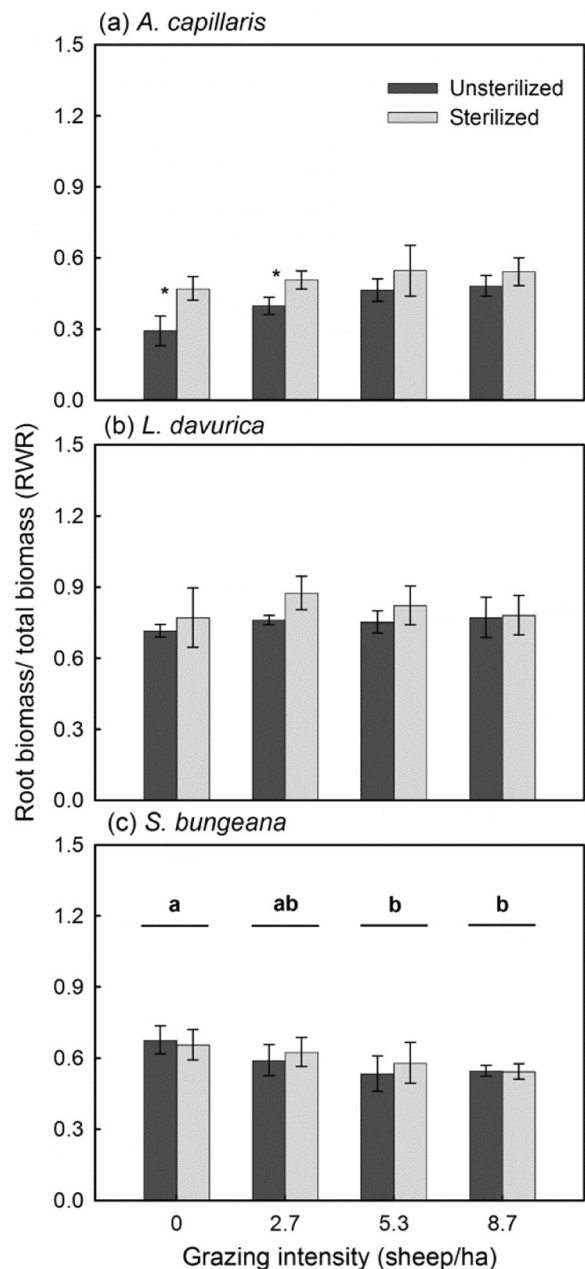 (a) A. capillaris
1.5
Unsterilized
1.2
Sterilized
0.9
0.6
* *
0.3
0.0
(b) L. davurica
1.5
1.2
0.9
0.6
0.3
0.0
Root biomass/ total biomass (RWR)
(c) S. bungeana
1.5
1.2
a ab b b
0.9
0.6
0.3
0.0
0 2.7 5.3 8.7
Grazing intensity (sheep/ha)